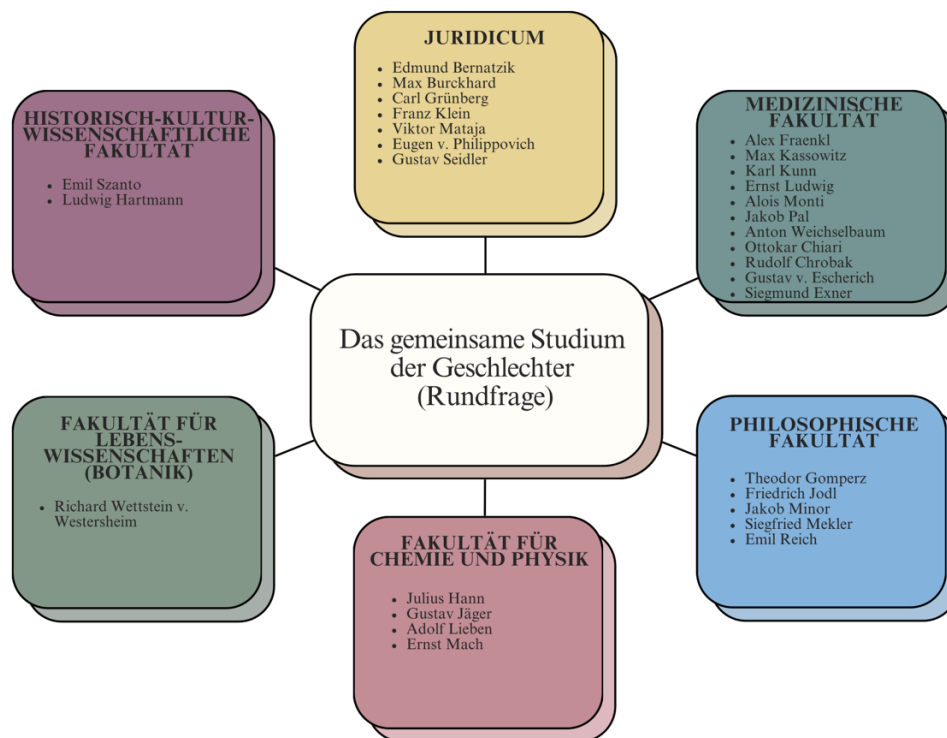 JURIDICUM
• Edmund Bernatzik
• Max Burckhard
• Carl Grünberg
• Franz Klein
• Viktor Mataja
• Eugen v. Philippovich
• Gustav Seidler
HISTORISCH-KULTUR-
WISSENSCHAFTLICHE
FAKULTÄT
• Emil Szanto
• Ludwig Hartmann
MEDIZINISCHE
FAKULTÄT
• Alex Fraenkl
• Max Kassowitz
• Karl Kunn
• Ernst Ludwig
• Alois Monti
• Jakob Pal
• Anton Weichselbaum
• Ottokar Chiari
• Rudolf Chrobak
• Gustav v. Escherich
• Siegmund Exner
Das gemeinsame Studium
der Geschlechter
(Rundfrage)
FAKULTÄT FÜR
LEBENS-
WISSENSCHAFTEN
(BOTANIK)
• Richard Wettstein v.
Westersheim
PHILOSOPHISCHE
FAKULTÄT
• Theodor Gomperz
• Friedrich Jodl
• Jakob Minor
• Siegfried Mekler
• Emil Reich
FAKULTÄT FÜR
CHEMIE UND PHYSIK
• Julius Hann
• Gustav Jäger
• Adolf Lieben
• Ernst Mach